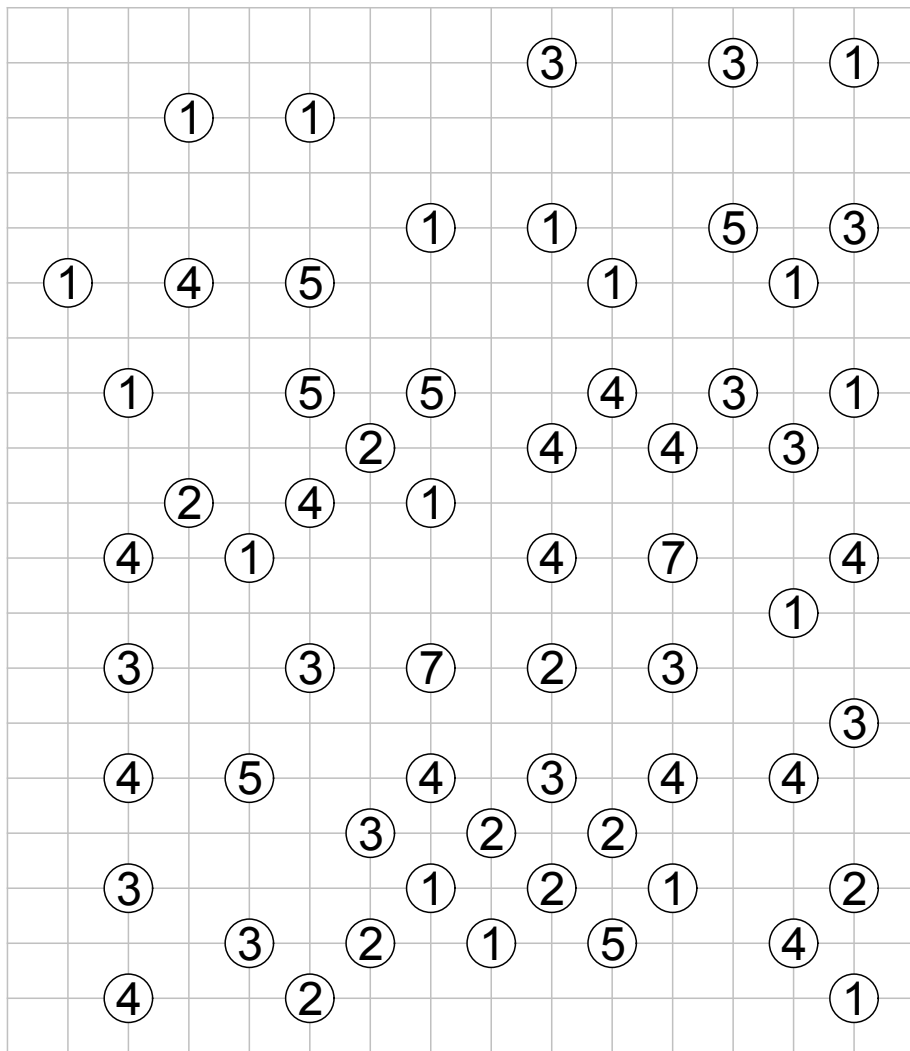 3 3 1
1 1
1 1 5 3
1 4 5 1 1
1 5 5 4 3 1
2 4 4 3
2 4 1
4 1 4 7 4
1
3 3 7 2 3
3
4 5 4 3 4 4
3 2 2
3 1 2 1 2
3 2 1 5 4
4 2 1